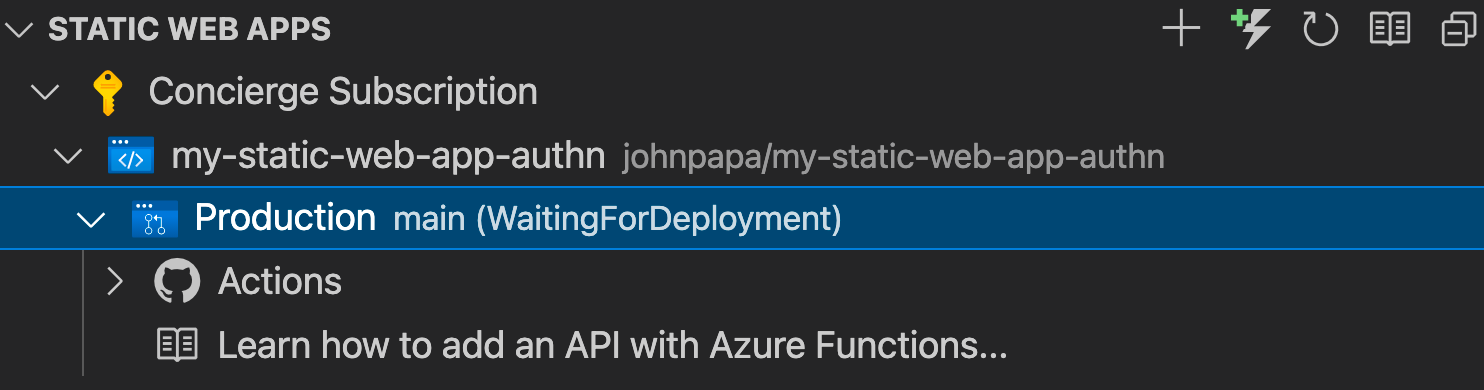 STATIC WEB APPS
Concierge Subscription
my-static-web-app-authn johnpapa/my-static-web-app-authn
Production main (WaitingForDeployment)
Actions
Learn how to add an API with Azure Functions...